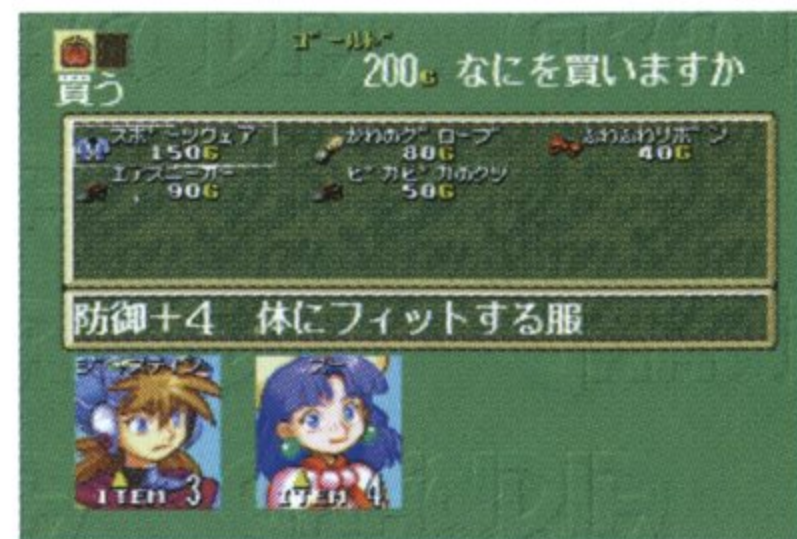 ゴールド
200G なにを買いますか
買う
スポーツウェア かわのグローブ ふわふわリボン
150G 80G 40G
エアスニーカー ピカピカのクツ
90G 50G
防御+4 体にフィットする服
ジャスティン スー
ITEM 3 ITEM 4